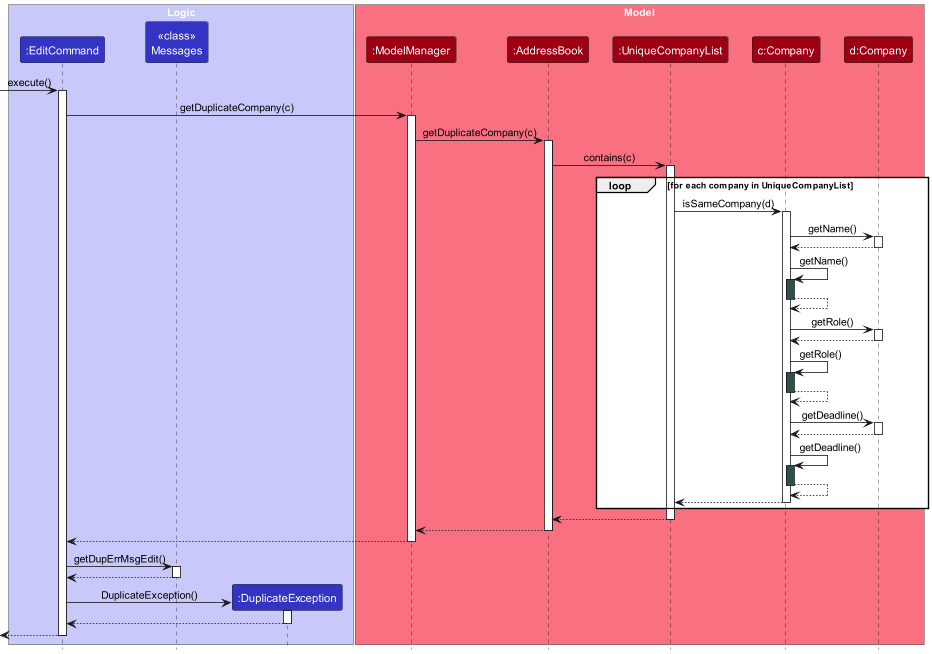 Logic
Model
:EditCommand
«class»
Messages
:ModelManager
:AddressBook
:UniqueCompanyList
c:Company
d:Company
execute()
getDuplicateCompany(c)
getDuplicateCompany(c)
contains(c)
loop
[for each company in UniqueCompanyList]
isSameCompany(d)
getName()
getName()
getRole()
getRole()
getDeadline()
getDeadline()
getDupErrMsgEdit()
DuplicateException()
:DuplicateException